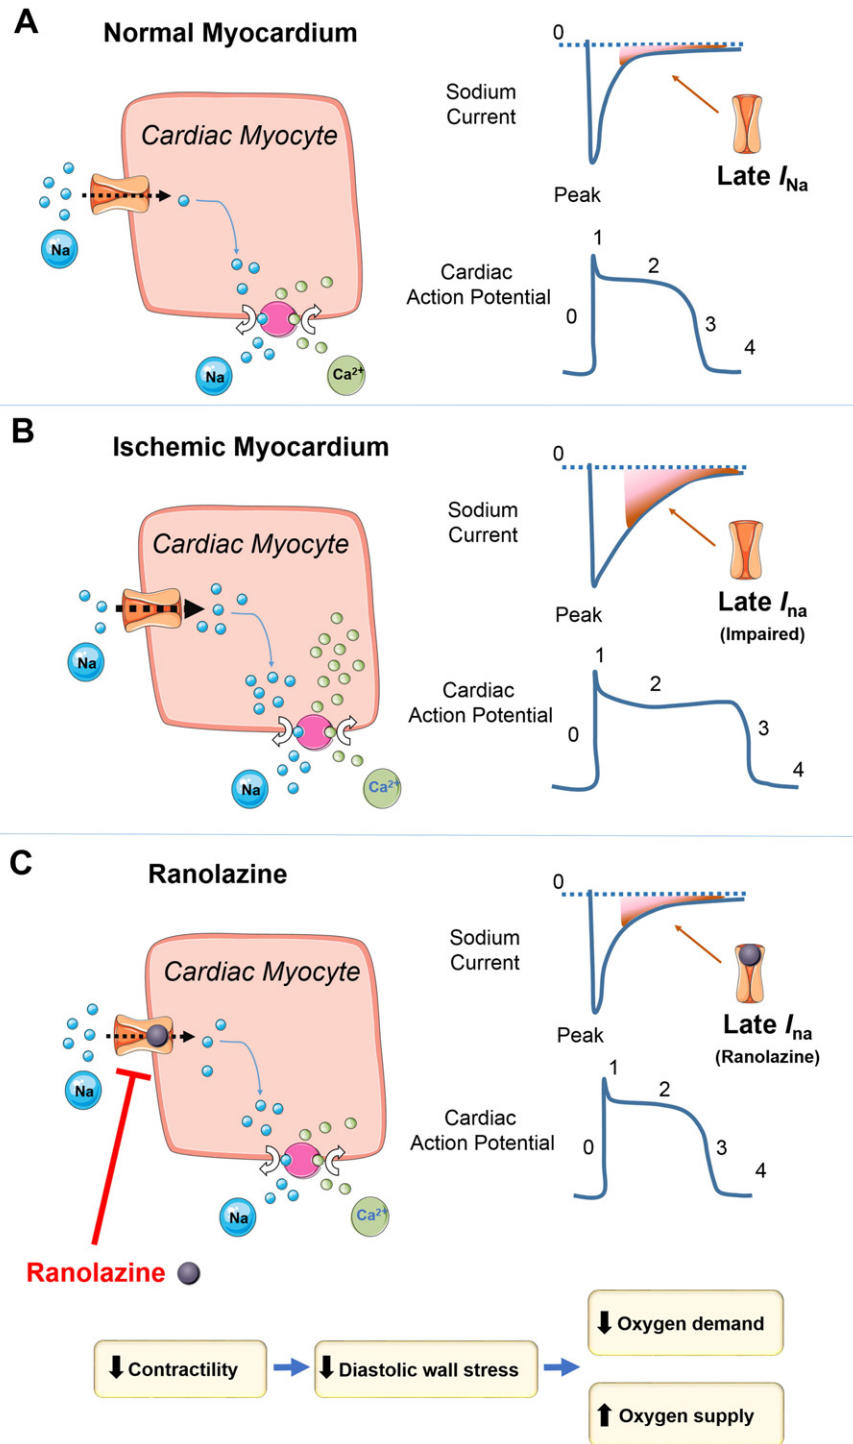 A
Normal Myocardium
Cardiac Myocyte
Na
Na
Ca2+
0
Sodium
Current
Peak
Late INa
Cardiac
Action Potential
0
1
2
3
4
B
Ischemic Myocardium
Cardiac Myocyte
Na
Na
Ca2+
0
Sodium
Current
Peak
Late Ina
(Impaired)
Cardiac
Action Potential
0
1
2
3
4
C
Ranolazine
Cardiac Myocyte
Na
Na
Ca2+
Ranolazine
0
Sodium
Current
Peak
Late Ina
(Ranolazine)
Cardiac
Action Potential
0
1
2
3
4
Contractility
Diastolic wall stress
Oxygen demand
Oxygen supply